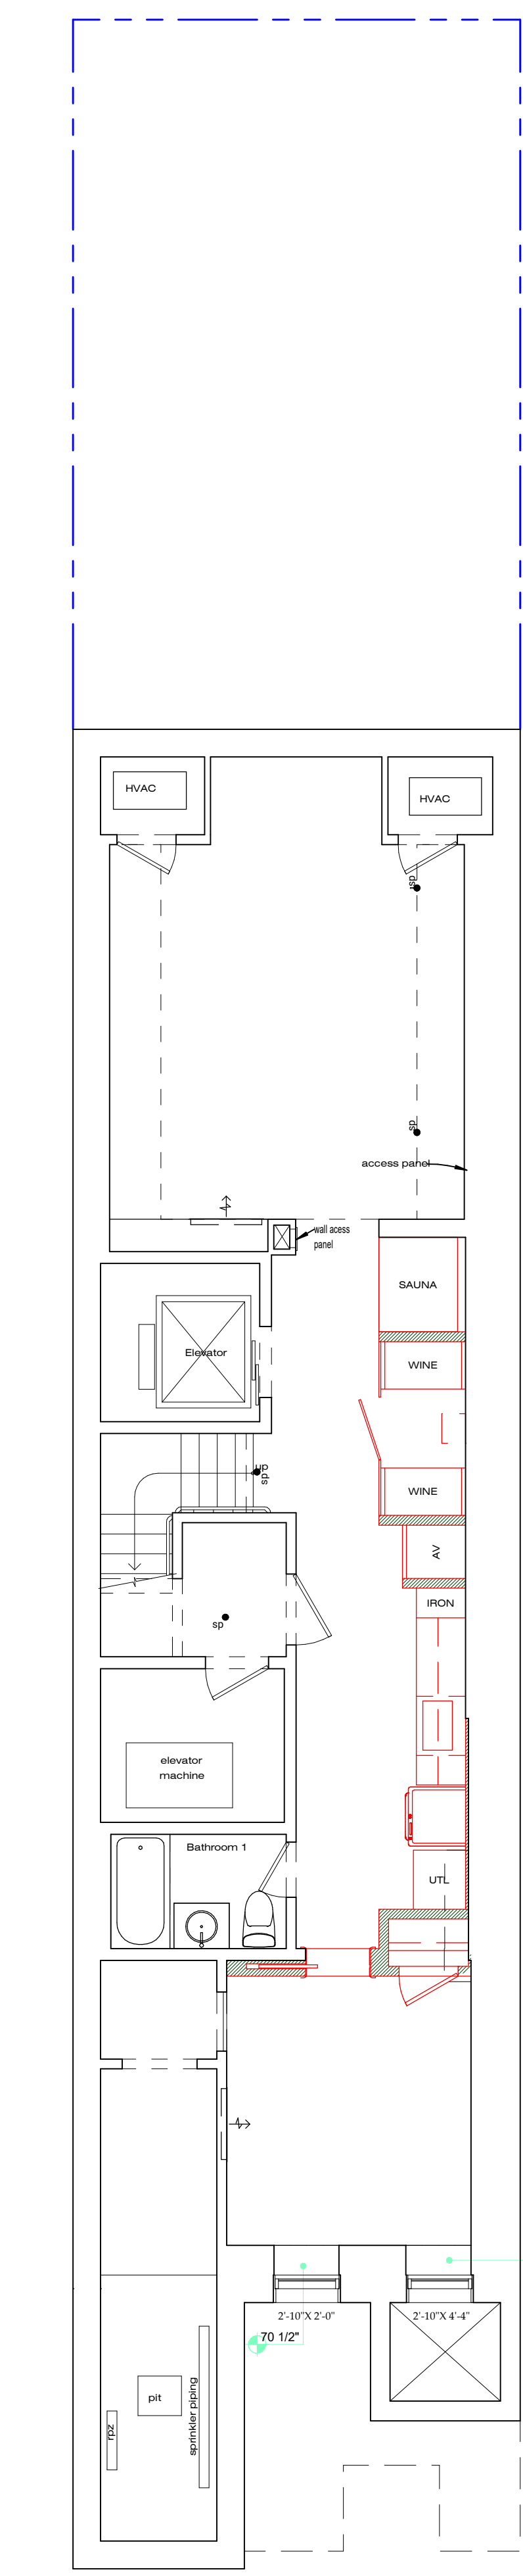 HVAC
HVAC
sp
sp
access panel
wall acess
panel
SAUNA
Elevator
WINE
up
sp
WINE
AV
IRON
sp
elevator
machine
Bathroom 1
UTL
2'-10"X 2'-0"
2'-10"X 4'-4"
70 1/2"
pit
sprinkler piping
rpz